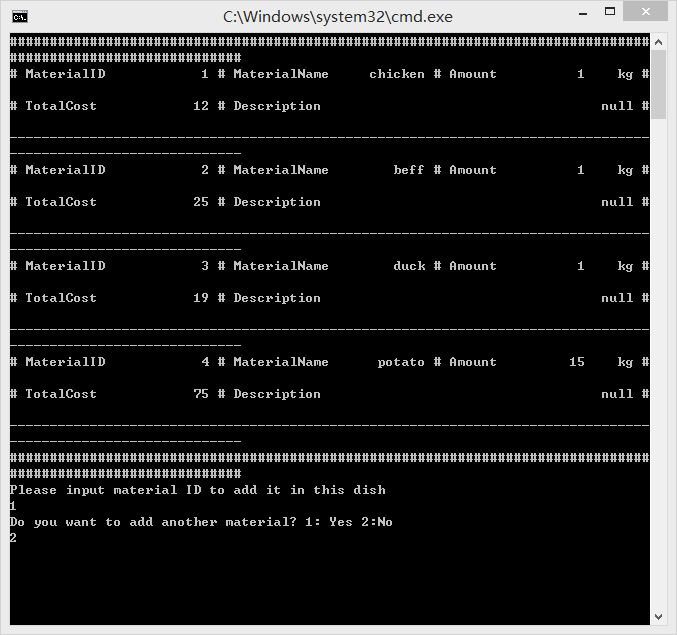 C:\Windows\system32\cmd.exe
################################################################################
#############################
# MaterialID            1 # MaterialName     chicken # Amount          1    kg #
# TotalCost            12 # Description                                   null #
--------------------------------------------------------------------------------
-----------------------------
# MaterialID            2 # MaterialName        beff # Amount          1    kg #
# TotalCost            25 # Description                                   null #
--------------------------------------------------------------------------------
-----------------------------
# MaterialID            3 # MaterialName        duck # Amount          1    kg #
# TotalCost            19 # Description                                   null #
--------------------------------------------------------------------------------
-----------------------------
# MaterialID            4 # MaterialName      potato # Amount         15    kg #
# TotalCost            75 # Description                                   null #
--------------------------------------------------------------------------------
-----------------------------
################################################################################
#############################
Please input material ID to add it in this dish
1
Do you want to add another material? 1: Yes 2:No
2